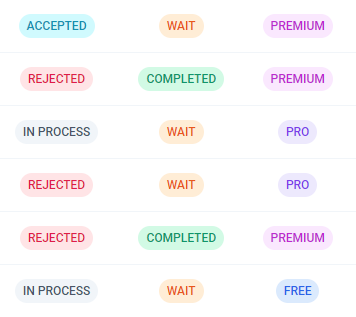 ACCEPTED WAIT PREMIUM
REJECTED COMPLETED PREMIUM
IN PROCESS WAIT PRO
REJECTED WAIT PRO
REJECTED COMPLETED PREMIUM
IN PROCESS WAIT FREE